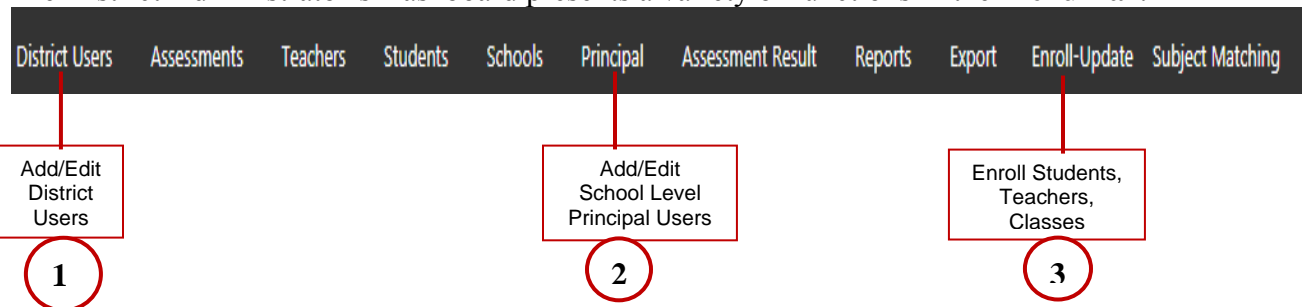 District Users Assessments Teachers Students Schools Principal Assessment Result Reports Export Enroll-Update Subject Matching
Add/Edit
District
Users
1
Add/Edit
School Level
Principal Users
2
Enroll Students,
Teachers,
Classes
3